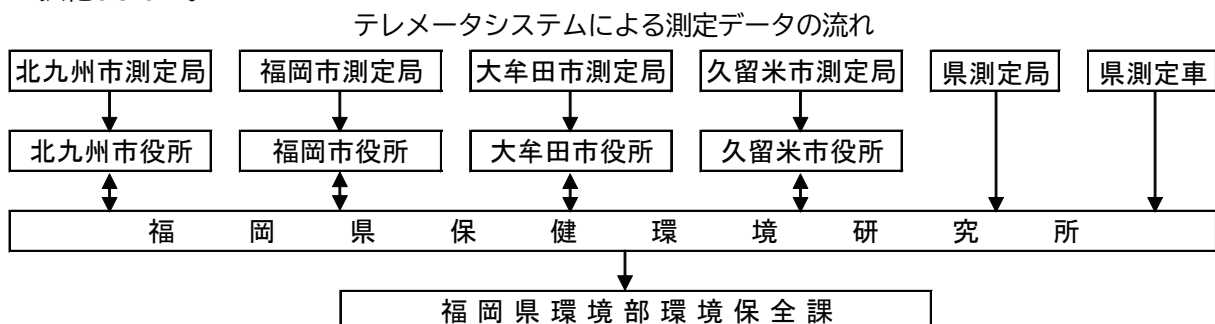 テレメータシステムによる測定データの流れ
北九州市測定局 福岡市測定局 大牟田市測定局 久留米市測定局 県測定局 県測定車
北九州市役所 福岡市役所 大牟田市役所 久留米市役所
福岡県保健環境研究所
福岡県環境部環境保全課